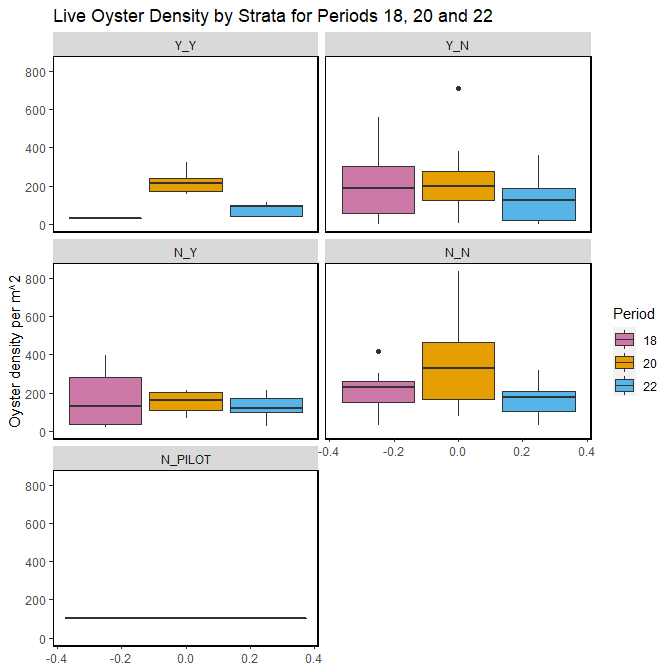 Live Oyster Density by Strata for Periods 18, 20 and 22
Y_Y
Y_N
800
600
400
200
0
N_Y
N_N
800
600
400
200
0
Oyster density per m^2
-0.4 -0.2 0.0 0.2 0.4
N_PILOT
800
600
400
200
0
-0.4 -0.2 0.0 0.2 0.4
Period
18
20
22